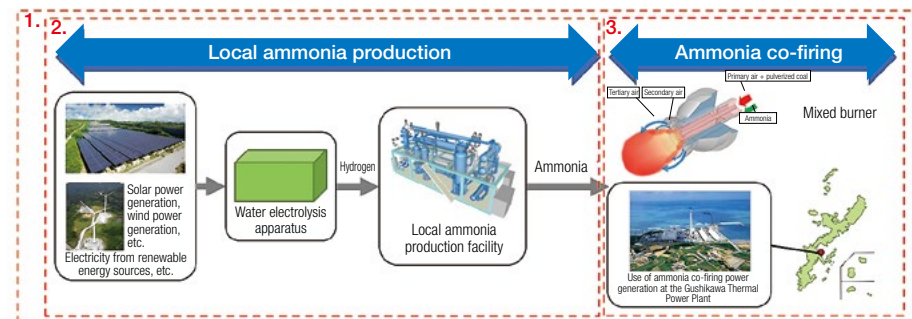 1.
2.
3.
Local ammonia production
Ammonia co-firing
Primary air + pulverized coal
Tertiary air
Secondary air
Ammonia
Mixed burner
Solar power
generation,
wind power
generation,
etc.
Electricity from renewable
energy sources, etc.
Water electrolysis
apparatus
Hydrogen
Local ammonia
production facility
Ammonia
Use of ammonia co-firing power
generation at the Gushikawa Thermal
Power Plant